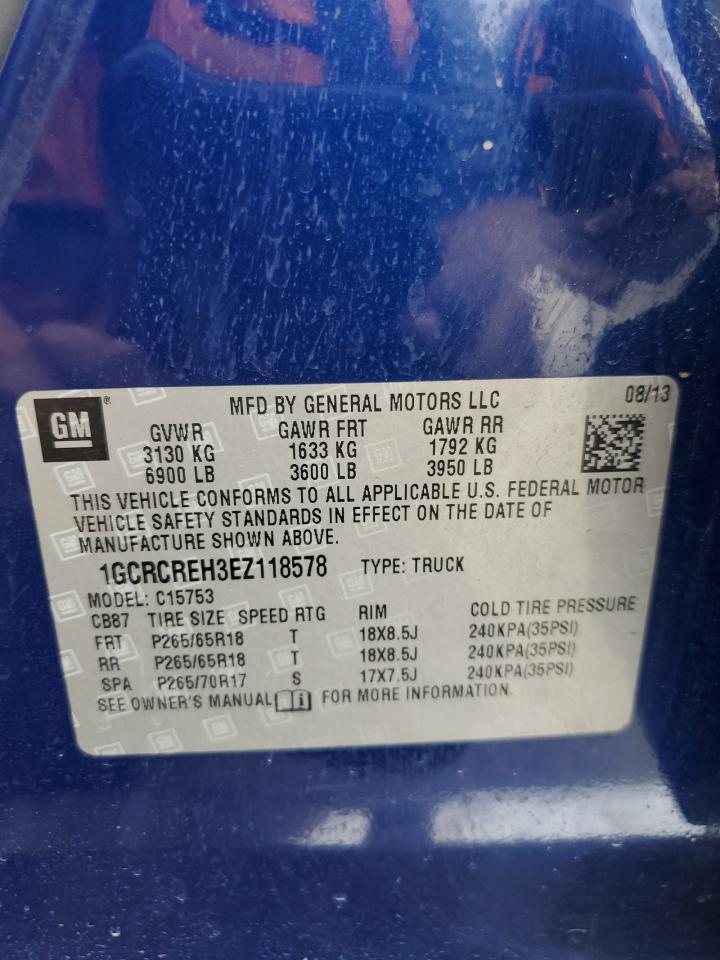 GM ®
MFD BY GENERAL MOTORS LLC 08/13
GVWR GAWR FRT GAWR RR
3130 KG 1633 KG 1792 KG
6900 LB 3600 LB 3950 LB
THIS VEHICLE CONFORMS TO ALL APPLICABLE U.S. FEDERAL MOTOR
VEHICLE SAFETY STANDARDS IN EFFECT ON THE DATE OF
MANUFACTURE SHOWN ABOVE.
1GCRCREH3EZ118578 TYPE: TRUCK
MODEL: C15753
CB87 TIRE SIZE SPEED RTG RIM COLD TIRE PRESSURE
FRT P265/65R18 T 18X8.5J 240KPA(35PSI)
RR P265/65R18 T 18X8.5J 240KPA(35PSI)
SPA P265/70R17 S 17X7.5J 240KPA(35PSI)
SEE OWNER'S MANUAL i FOR MORE INFORMATION.